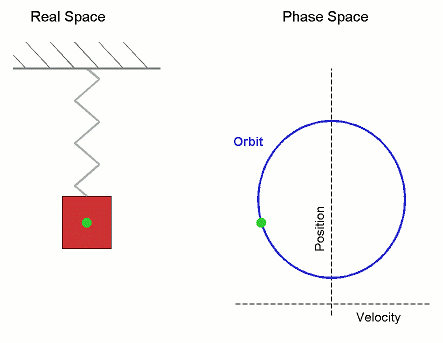 Real Space
Phase Space
Orbit
Position
Velocity